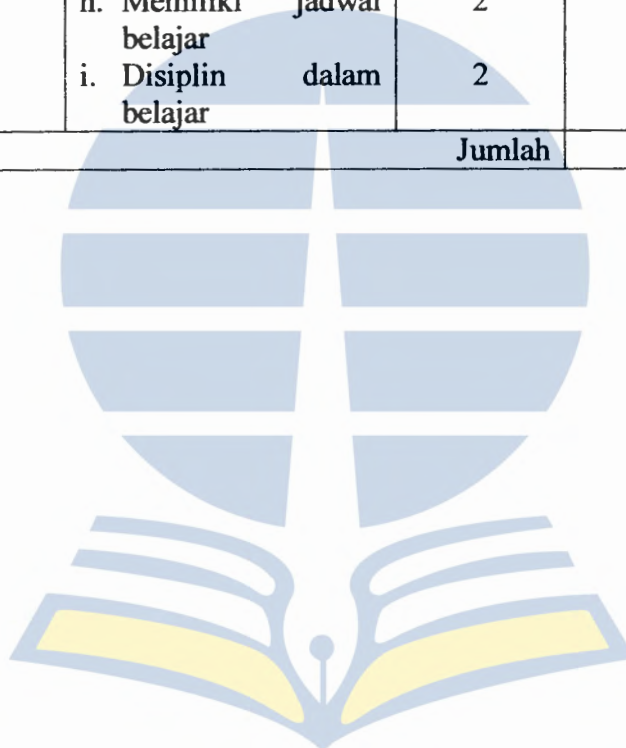 h. Memiliki jadwal 2
belajar
i. Disiplin dalam 2
belajar
Jumlah